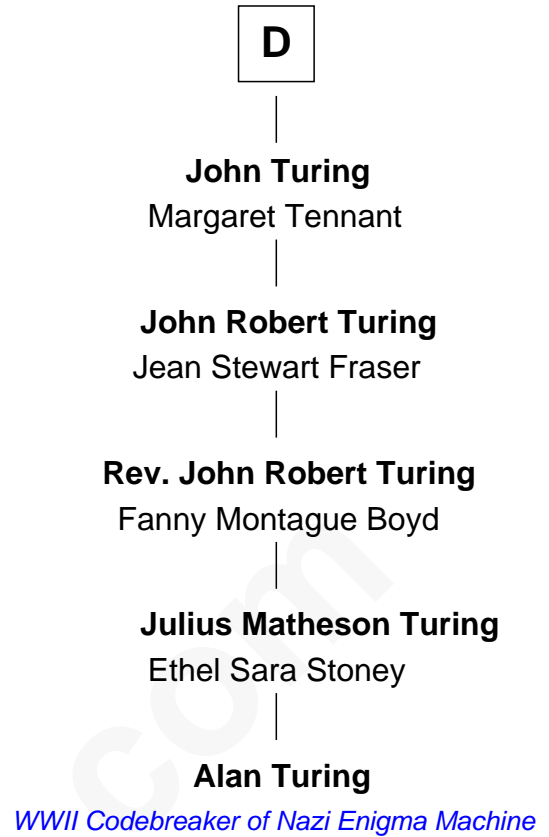 D
John Turing
Margaret Tennant
John Robert Turing
Jean Stewart Fraser
Rev. John Robert Turing
Fanny Montague Boyd
Julius Matheson Turing
Ethel Sara Stoney
Alan Turing
WWII Codebreaker of Nazi Enigma Machine
com